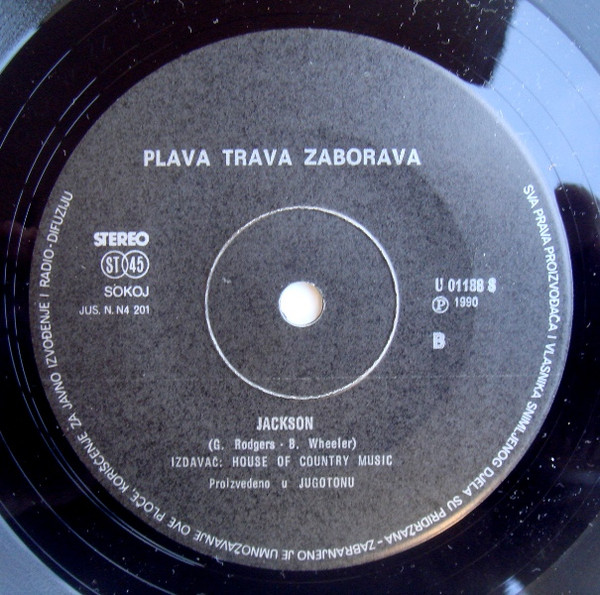 PLAVA TRAVA ZABORAVA
STEREO
ST 45
SOKOJ
JUS. N. N4 201
U 01188 S
Ⓟ 1990
B
JACKSON
(G. Rodgers - B. Wheeler)
IZDAVAČ: HOUSE OF COUNTRY MUSIC
Proizvedeno u JUGOTONU
SVA PRAVA PROIZVOĐAČA I VLASNIKA SNIMLJENOG DJELA SU PRIDRŽANA - ZABRANJENO JE UMNOŽAVANJE OVE PLOČE KORIŠĆENJE ZA JAVNO IZVOĐENJE I RADIO-DIFUZIJU